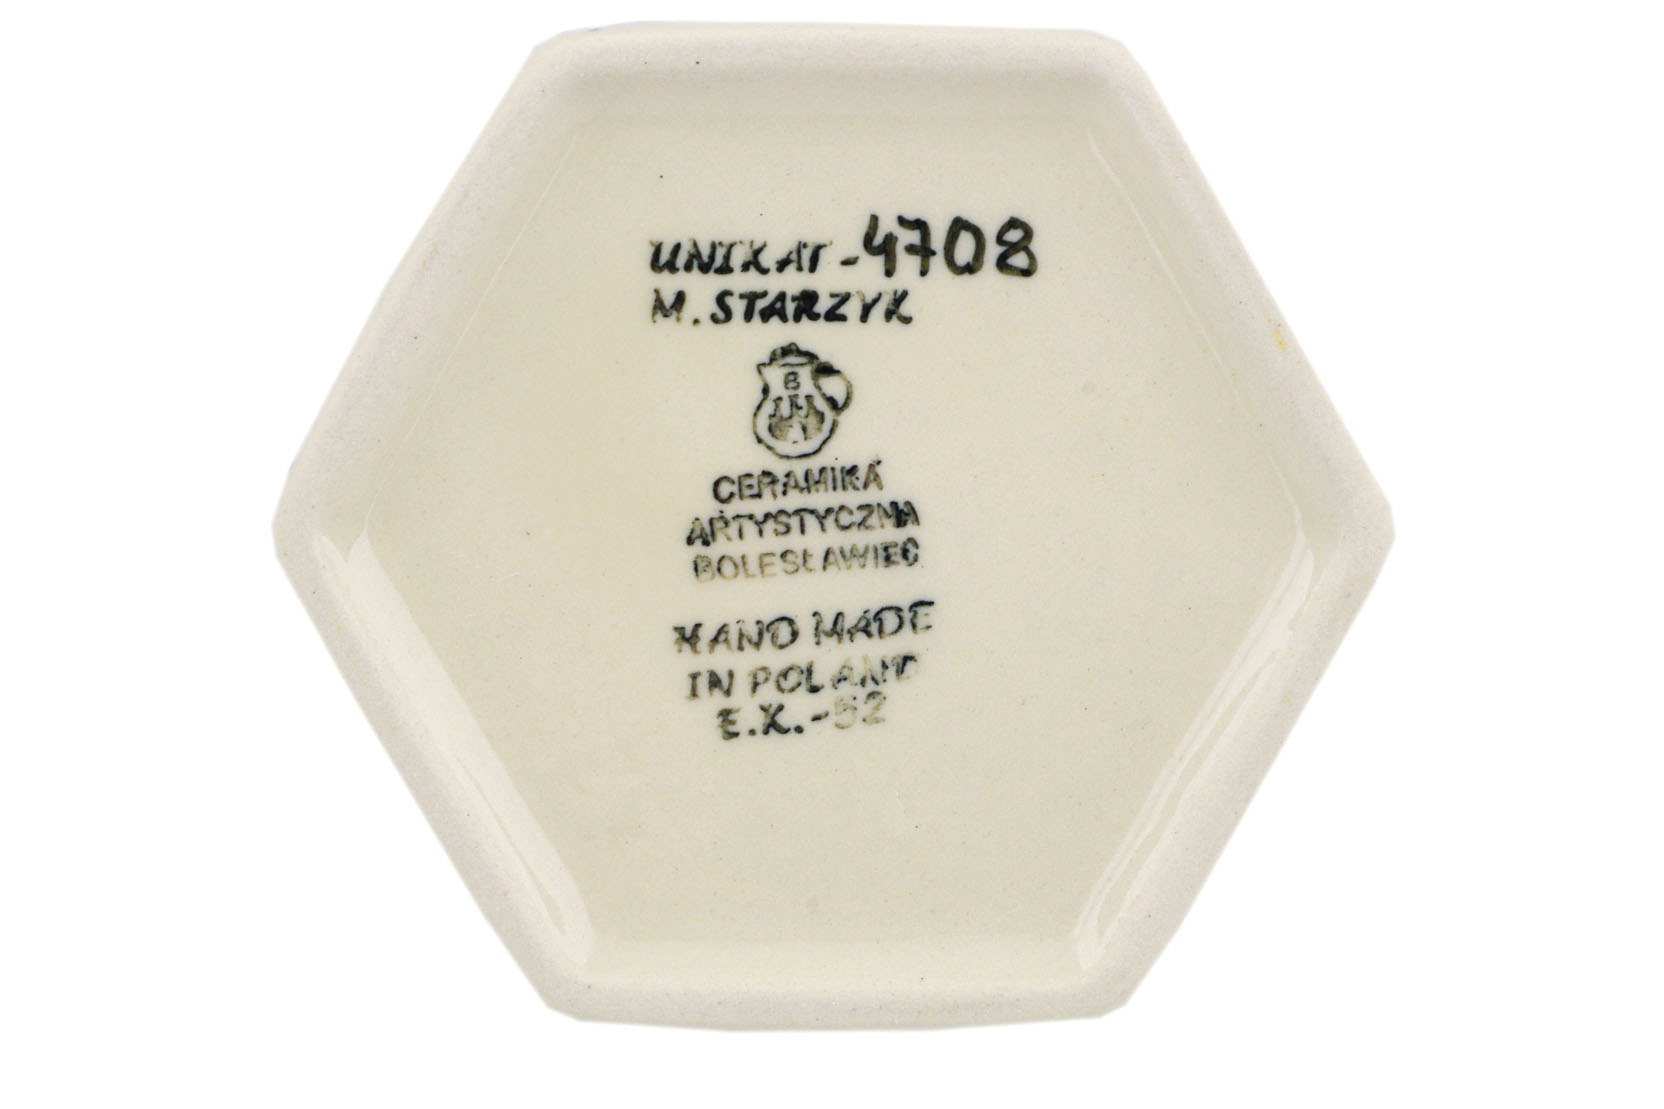 UNIKAT-4708
M. STARZYK
B
CERAMIKA
ARTYSTYCZNA
BOLESŁAWIEC
HAND MADE
IN POLAND
E.X.-52